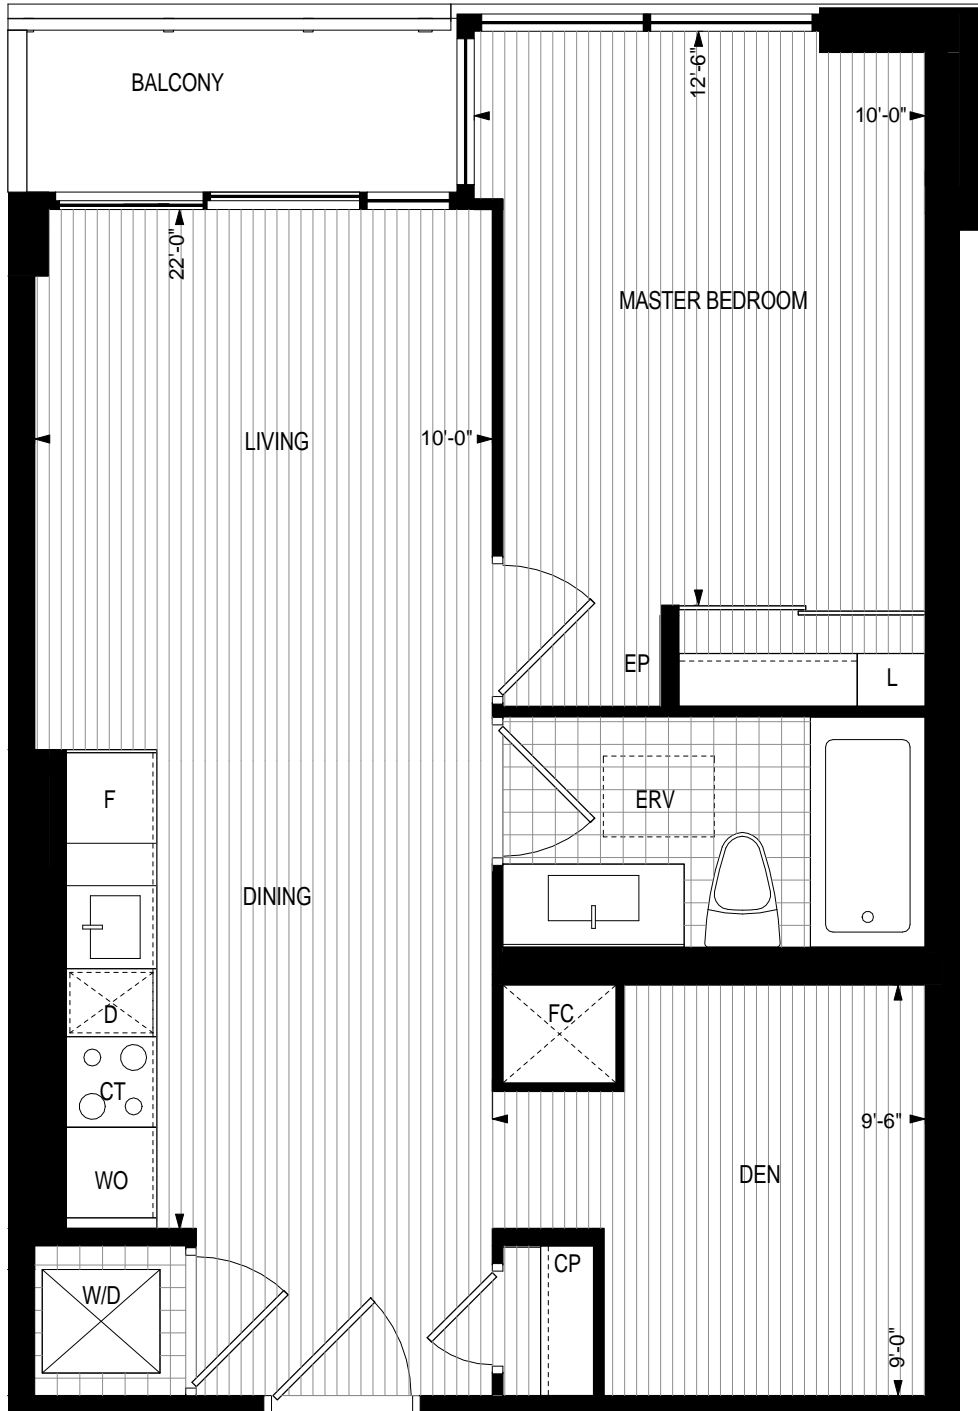 BALCONY
12'-6"
10'-0"
22'-0"
MASTER BEDROOM
LIVING
10'-0"
EP
L
F
ERV
DINING
D
FC
CT
9'-6"
WO
DEN
CP
W/D
9'-0"